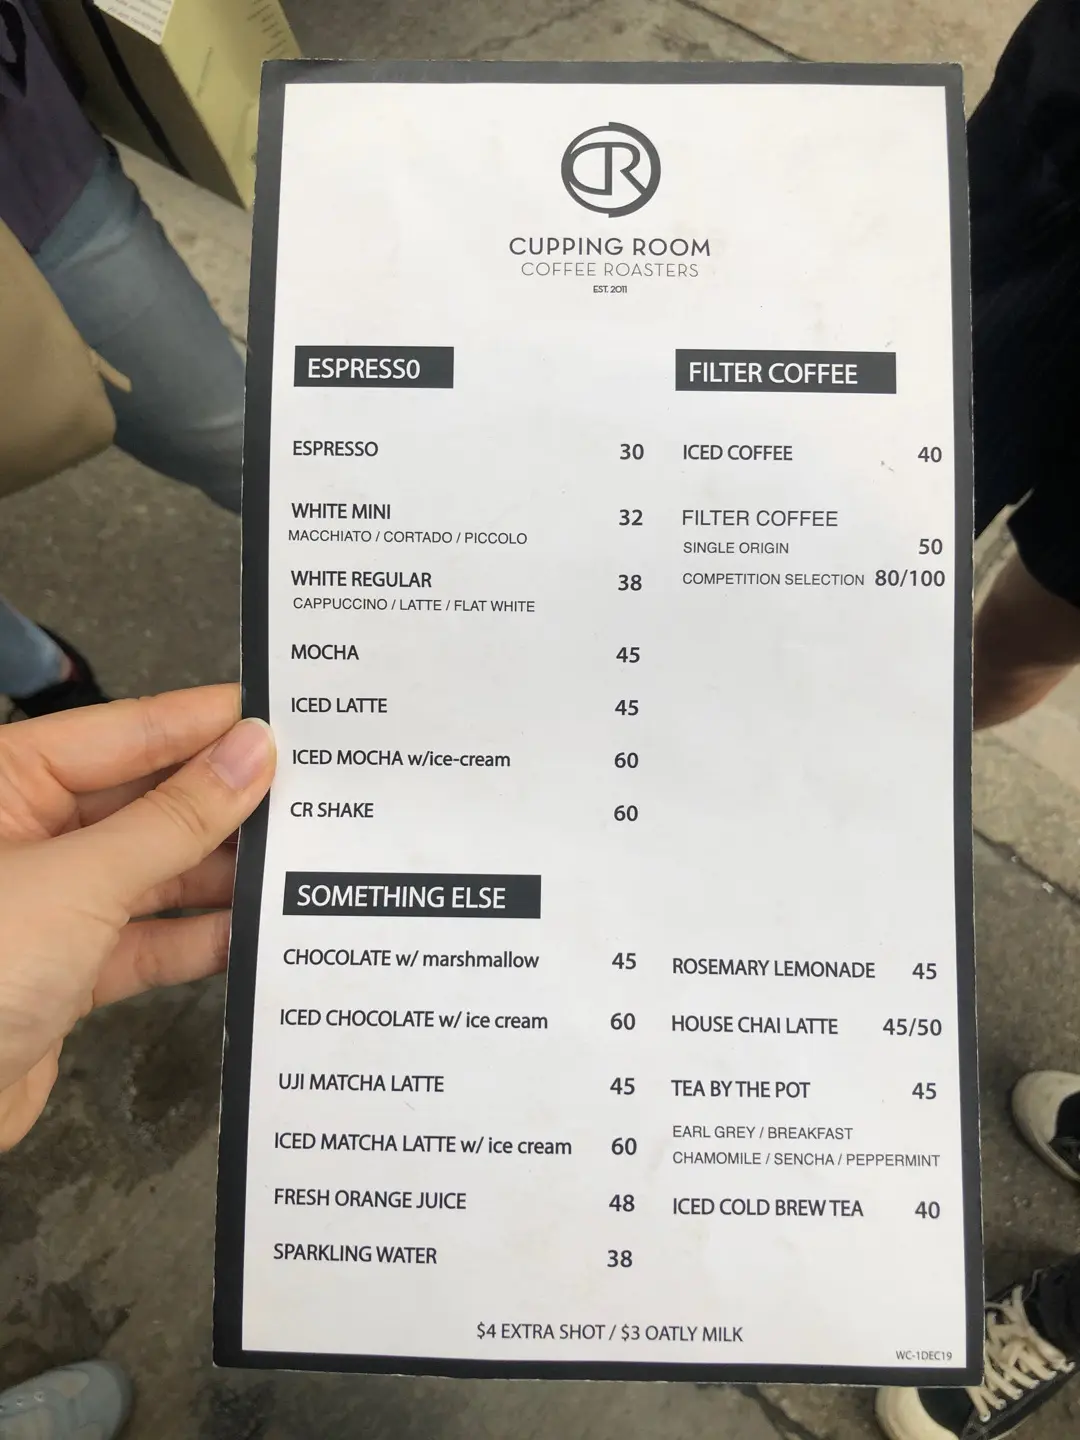 CR
CUPPING ROOM
COFFEE ROASTERS
EST. 2011
ESPRESS0
ESPRESSO 30
WHITE MINI 32
MACCHIATO / CORTADO / PICCOLO
WHITE REGULAR 38
CAPPUCCINO / LATTE / FLAT WHITE
MOCHA 45
ICED LATTE 45
ICED MOCHA w/ice-cream 60
CR SHAKE 60
FILTER COFFEE
ICED COFFEE 40
FILTER COFFEE
SINGLE ORIGIN 50
COMPETITION SELECTION 80/100
SOMETHING ELSE
CHOCOLATE w/ marshmallow 45
ICED CHOCOLATE w/ ice cream 60
UJI MATCHA LATTE 45
ICED MATCHA LATTE w/ ice cream 60
FRESH ORANGE JUICE 48
SPARKLING WATER 38
ROSEMARY LEMONADE 45
HOUSE CHAI LATTE 45/50
TEA BY THE POT 45
EARL GREY / BREAKFAST
CHAMOMILE / SENCHA / PEPPERMINT
ICED COLD BREW TEA 40
$4 EXTRA SHOT / $3 OATLY MILK
WC-1DEC19